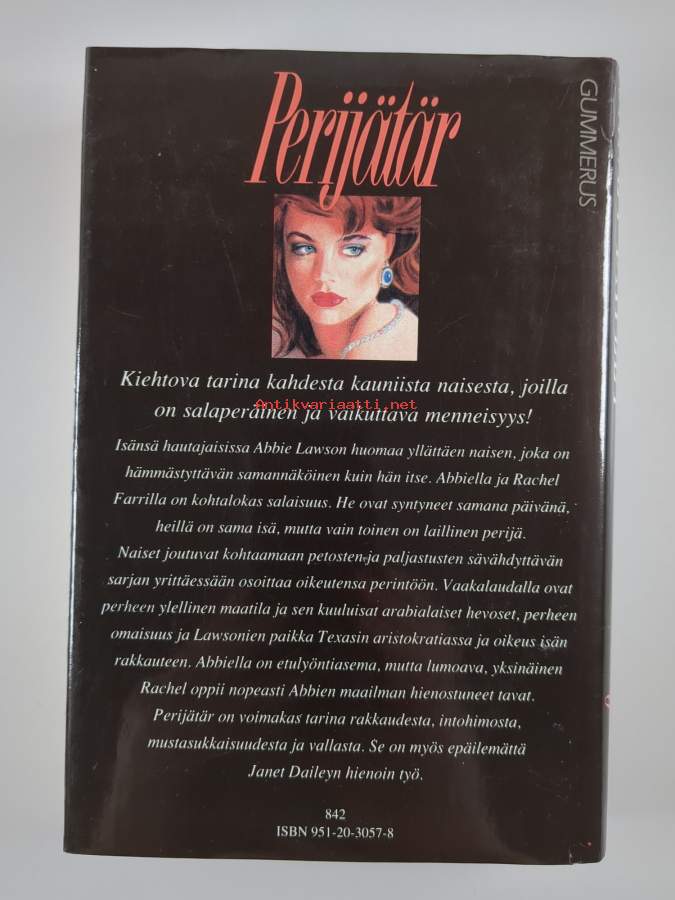 Perijätär
GUMMERUS
Kiehtova tarina kahdesta kauniista naisesta, joilla
on salaperäinen ja vaikuttava menneisyys!
Antikvariaatti.net
Isänsä hautajaisissa Abbie Lawson huomaa yllättäen naisen, joka on
hämmästyttävän samannäköinen kuin hän itse. Abbiella ja Rachel
Farrilla on kohtalokas salaisuus. He ovat syntyneet samana päivänä,
heillä on sama isä, mutta vain toinen on laillinen perijä.
Naiset joutuvat kohtaamaan petosten ja paljastusten sävähdyttävän
sarjan yrittäessään osoittaa oikeutensa perintöön. Vaakalaudalla ovat
perheen ylellinen maatila ja sen kuuluisat arabialaiset hevoset, perheen
omaisuus ja Lawsonien paikka Texasin aristokratiassa ja oikeus isän
rakkauteen. Abbiella on etulyöntiasema, mutta lumoava, yksinäinen
Rachel oppii nopeasti Abbien maailman hienostuneet tavat.
Perijätär on voimakas tarina rakkaudesta, intohimosta,
mustasukkaisuudesta ja vallasta. Se on myös epäilemättä
Janet Daileyn hienoin työ.
842
ISBN 951-20-3057-8